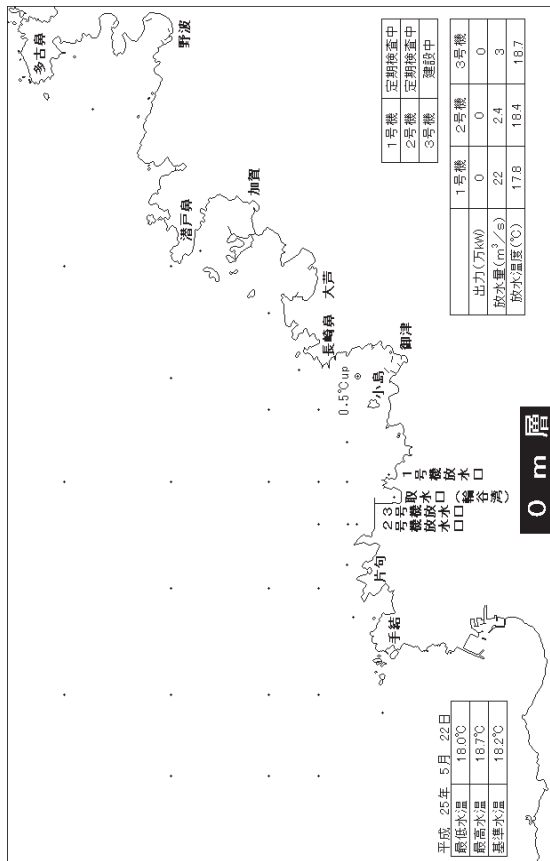 多古鼻
野波
潜戸鼻
加賀
大芦
長崎鼻
御津
0.5℃up
小島
1号機放水口
取水口(輪谷湾)
3号機放水口
2号機放水口
片句
手結
0m層
平成 25年 5月 22日
最低水温 18.0℃
最高水温 18.7℃
基準水温 18.2℃
1号機 定期検査中
2号機 定期検査中
3号機 建設中
1号機 2号機 3号機
出力(万kW) 0 0 0
放水量(m³/s) 22 2.4 3
放水温度(℃) 17.8 18.4 18.7